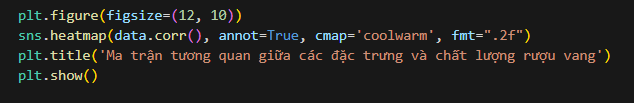 plt.figure(figsize=(12, 10))
sns.heatmap(data.corr(), annot=True, cmap='coolwarm', fmt=".2f")
plt.title('Ma trận tương quan giữa các đặc trưng và chất lượng rượu vang')
plt.show()